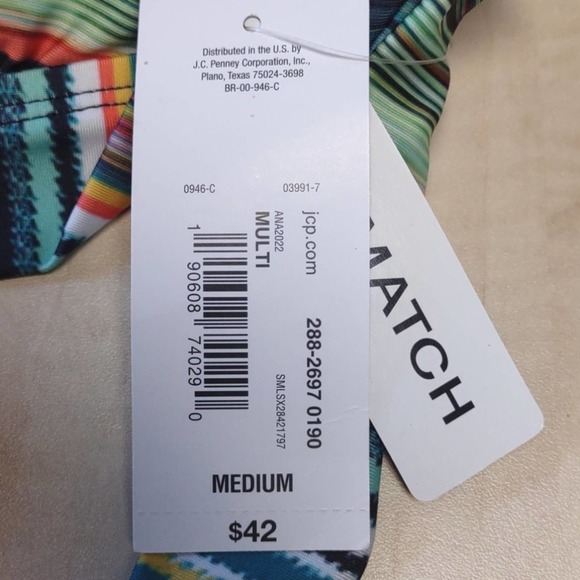 Distributed in the U.S. by
J.C. Penney Corporation, Inc.,
Plano, Texas 75024-3698
BR-00-946-C
0946-C
03991-7
jcp.com
288-2697 0190
ANA2022
MULTI
SMLSX28421797
1 90608 74029 0
MEDIUM
$42
MATCH